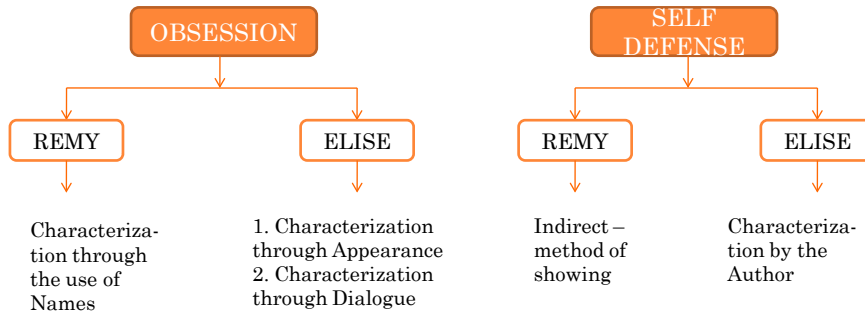 OBSESSION
SELF
DEFENSE
REMY
ELISE
REMY
ELISE
Characteriza-
tion through
the use of
Names
1. Characterization
through Appearance
2. Characterization
through Dialogue
Indirect –
method of
showing
Characteriza-
tion by the
Author